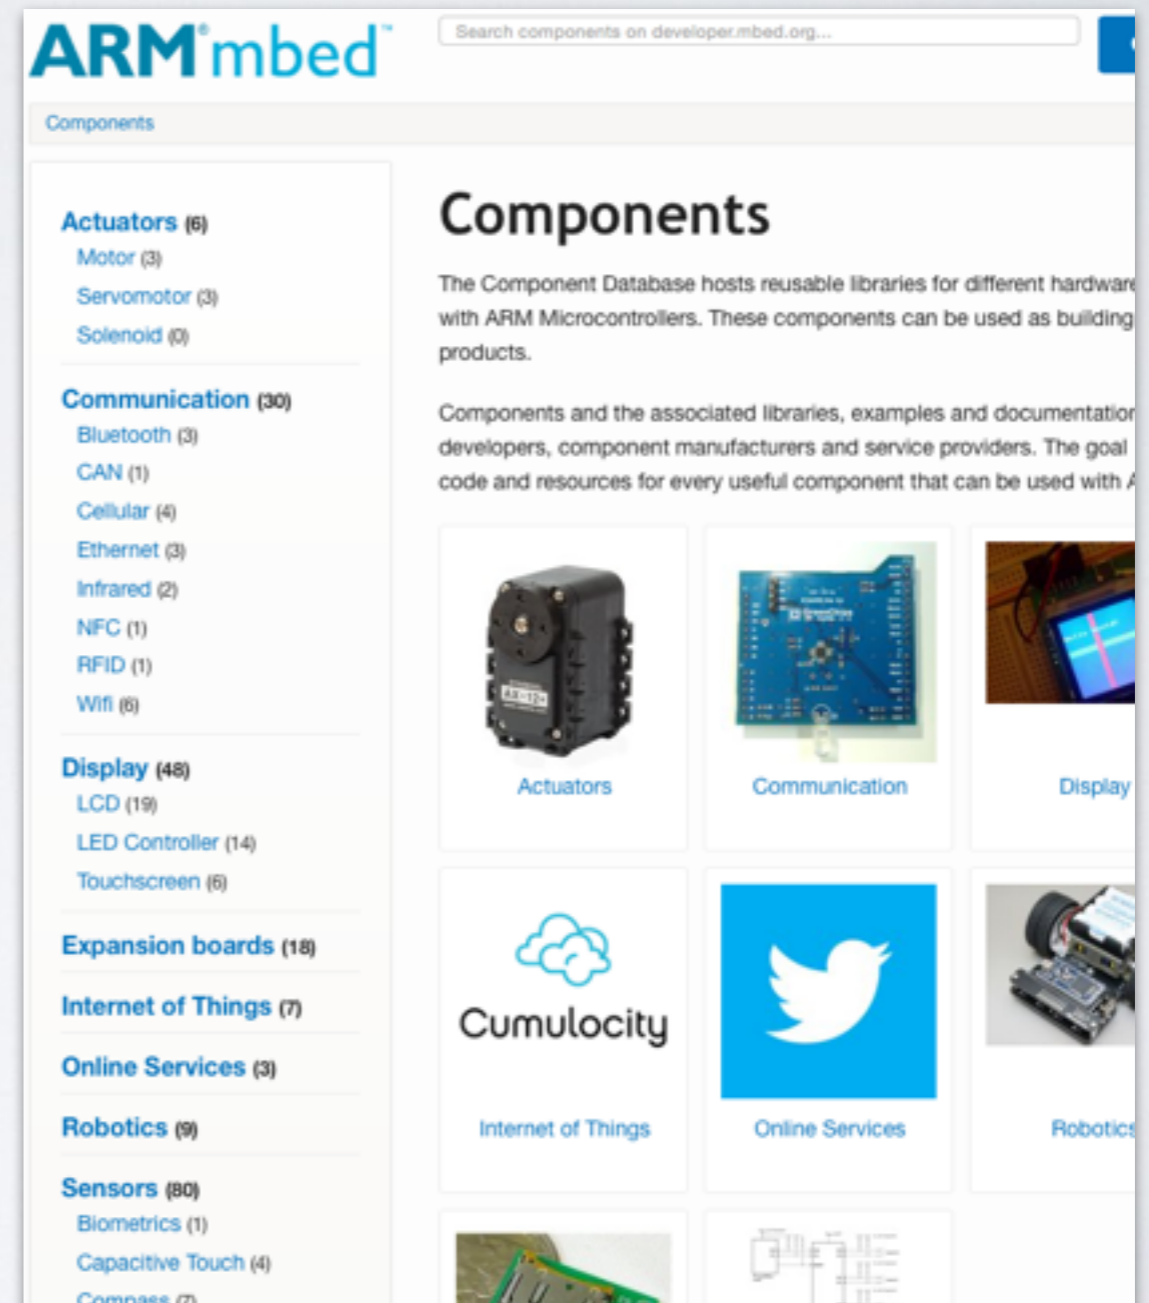 ARM®mbed™
Search components on developer.mbed.org...
Components
Actuators (6)
Motor (3)
Servomotor (3)
Solenoid (0)
Communication (30)
Bluetooth (3)
CAN (1)
Cellular (4)
Ethernet (3)
Infrared (2)
NFC (1)
RFID (1)
Wifi (6)
Display (48)
LCD (19)
LED Controller (14)
Touchscreen (6)
Expansion boards (18)
Internet of Things (7)
Online Services (3)
Robotics (9)
Sensors (80)
Biometrics (1)
Capacitive Touch (4)
Compass (7)
Components
The Component Database hosts reusable libraries for different hardware
with ARM Microcontrollers. These components can be used as building
products.
Components and the associated libraries, examples and documentation
developers, component manufacturers and service providers. The goal
code and resources for every useful component that can be used with A
AX-12+
Actuators
Communication
Display
Cumulocity
Internet of Things
Online Services
Robotics